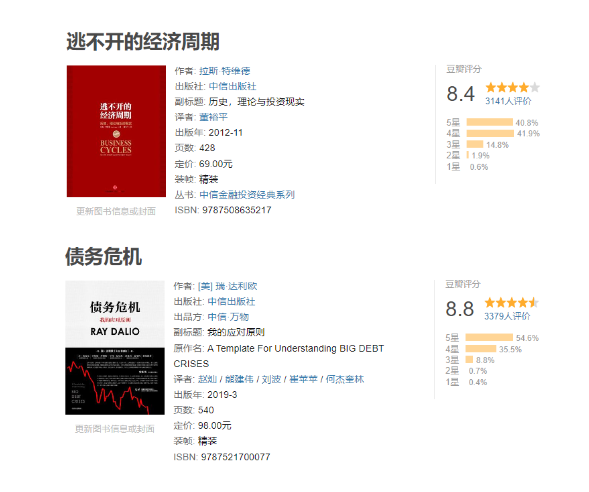 逃不开的经济周期
逃不开的
经济周期
BUSINESS
CYCLES
更新图书信息或封面
作者: 拉斯·特维德
出版社: 中信出版社
副标题: 历史，理论与投资现实
译者: 董裕平
出版年: 2012-11
页数: 428
定价: 69.00元
装帧: 精装
丛书: 中信金融投资经典系列
ISBN: 9787508635217
豆瓣评分
8.4
3141人评价
5星 40.8%
4星 41.9%
3星 14.8%
2星 1.9%
1星 0.6%
债务危机
债务危机
我的应对原则
RAY DALIO
更新图书信息或封面
作者: [美] 瑞·达利欧
出版社: 中信出版社
出品方: 中信·万物
副标题: 我的应对原则
原作名: A Template For Understanding BIG DEBT
CRISES
译者: 赵灿 / 熊建伟 / 刘波 / 崔苹苹 / 何杰奎林
出版年: 2019-3
页数: 540
定价: 98.00元
装帧: 精装
ISBN: 9787521700077
豆瓣评分
8.8
3379人评价
5星 54.6%
4星 35.5%
3星 8.8%
2星 0.7%
1星 0.4%